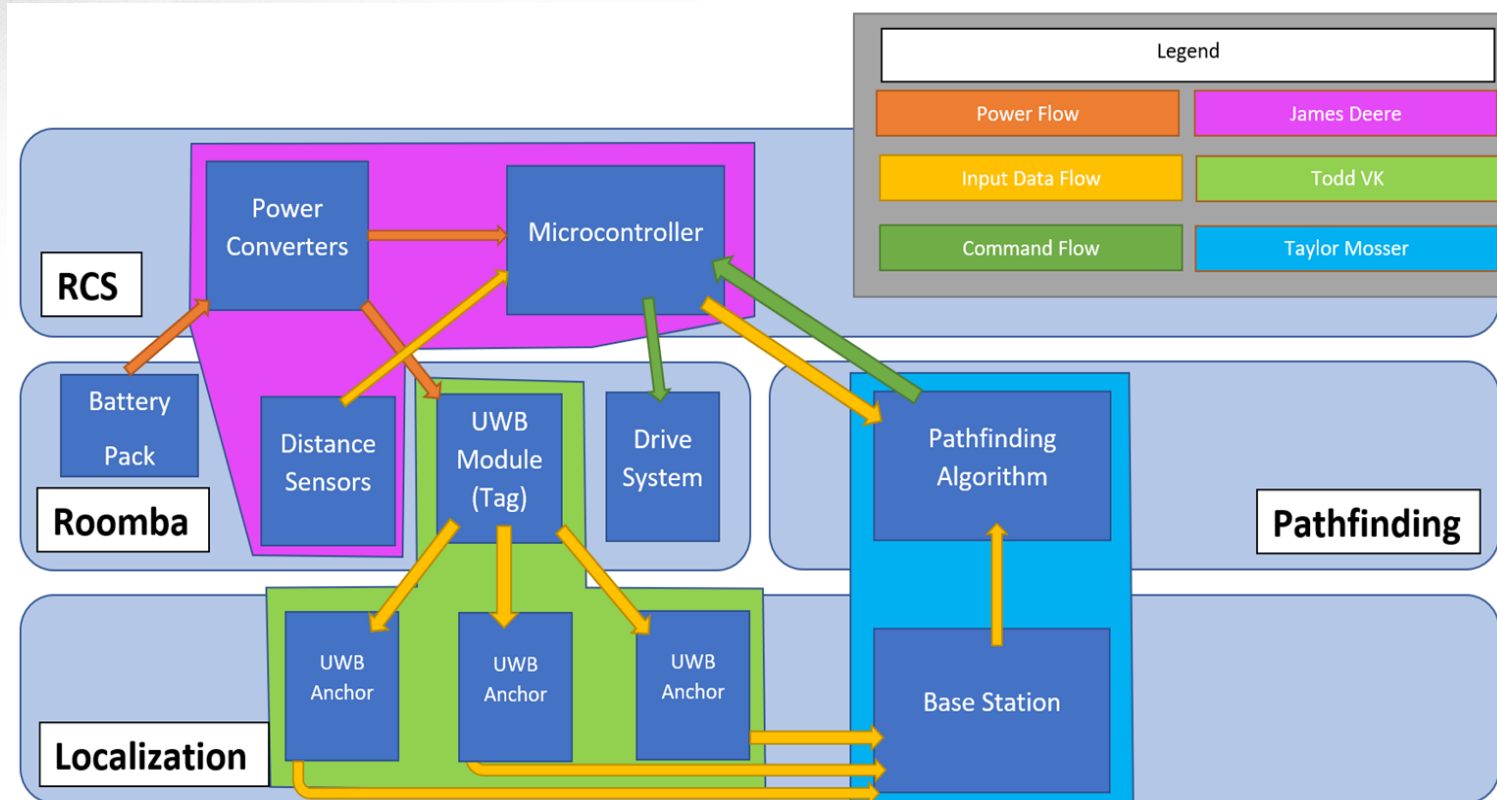 Legend
Power Flow
James Deere
Input Data Flow
Todd VK
Command Flow
Taylor Mosser
Power
Converters
Microcontroller
RCS
Battery
Pack
Distance
Sensors
UWB
Module
(Tag)
Drive
System
Pathfinding
Algorithm
Roomba
Pathfinding
UWB
Anchor
UWB
Anchor
UWB
Anchor
Base Station
Localization